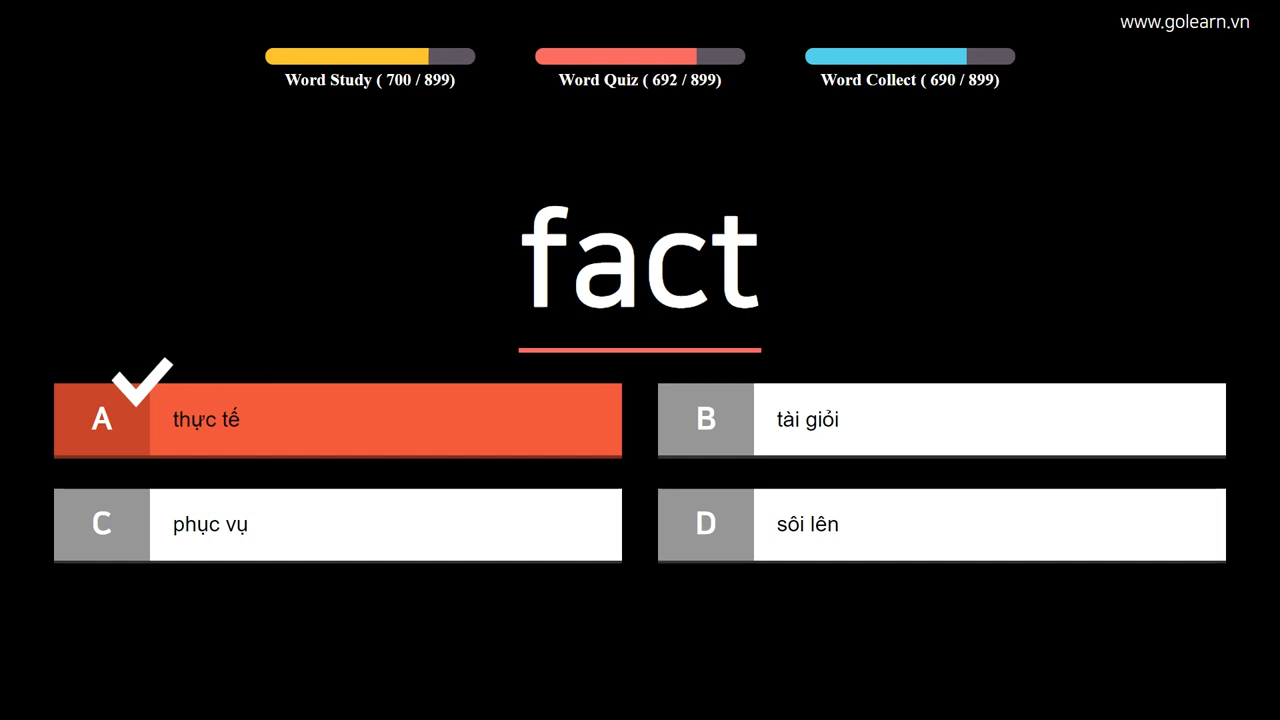 www.golearn.vn
Word Study ( 700 / 899) Word Quiz ( 692 / 899) Word Collect ( 690 / 899)
fact
A thực tế
B tài giỏi
C phục vụ
D sôi lên